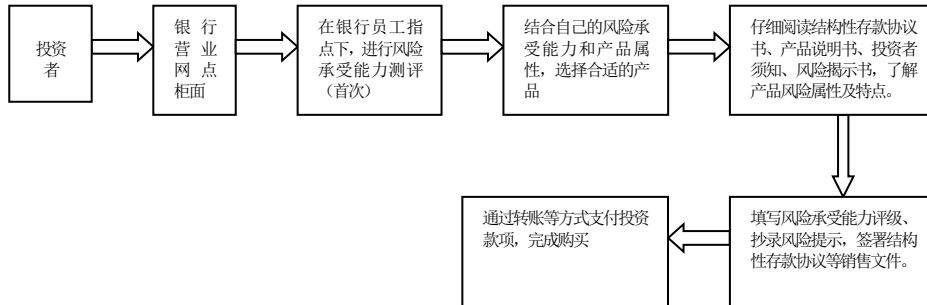 投资
者
银行
营业
网点
柜面
在银行员工指
点下，进行风险
承受能力测评
（首次）
结合自己的风险承
受能力和产品属
性，选择合适的产
品
仔细阅读结构性存款协议
书、产品说明书、投资者
须知、风险揭示书，了解
产品风险属性及特点。
填写风险承受能力评级、
抄录风险提示，签署结构
性存款协议等销售文件。
通过转账等方式支付投资
款项，完成购买